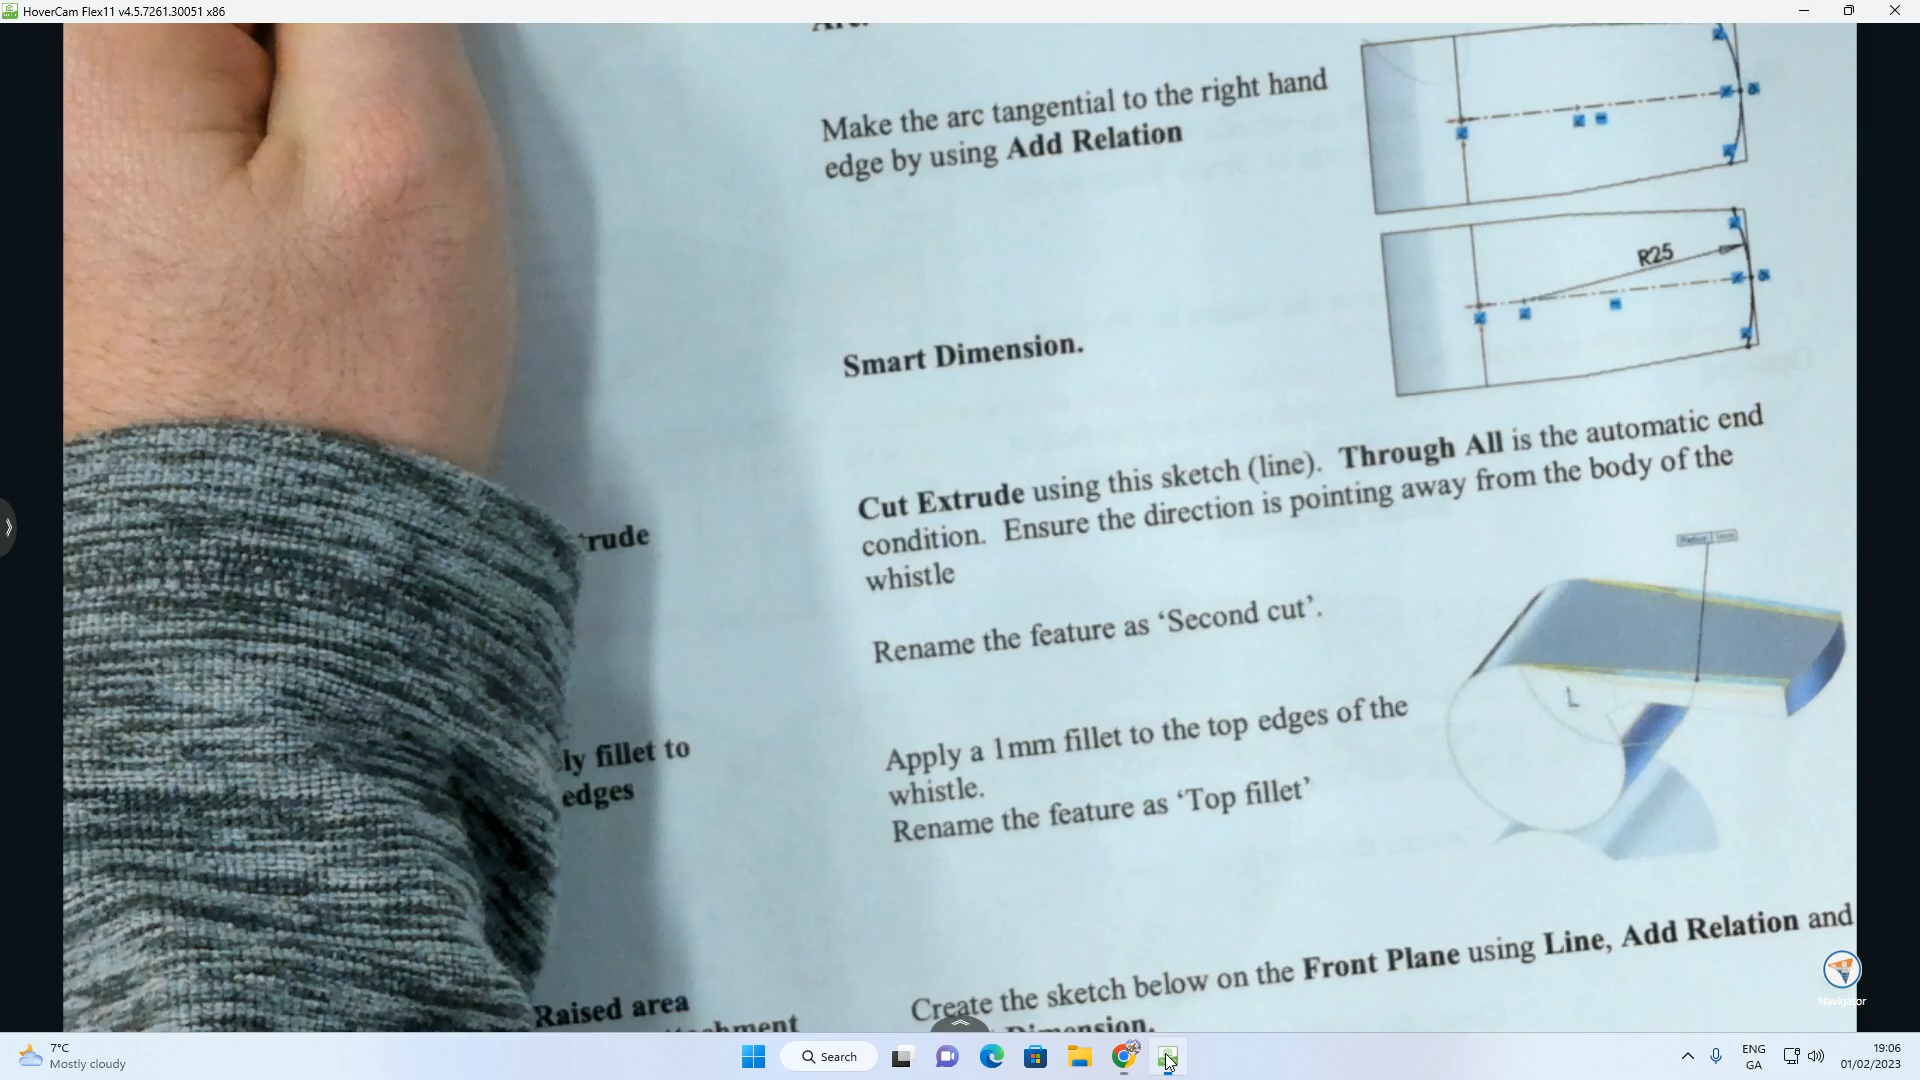 HoverCam Flex11 v4.5.7261.30051 x86
Make the arc tangential to the right hand
edge by using Add Relation
R25
Smart Dimension.
Cut Extrude using this sketch (line). Through All is the automatic end
condition. Ensure the direction is pointing away from the body of the
whistle
rude
Rename the feature as ‘Second cut’.
ly fillet to
edges
Apply a 1mm fillet to the top edges of the
whistle.
Rename the feature as ‘Top fillet’
L
Raised area
Create the sketch below on the Front Plane using Line, Add Relation and
Dimension.
Navigator
7°C
Mostly cloudy
Search
ENG
GA
19:06
01/02/2023